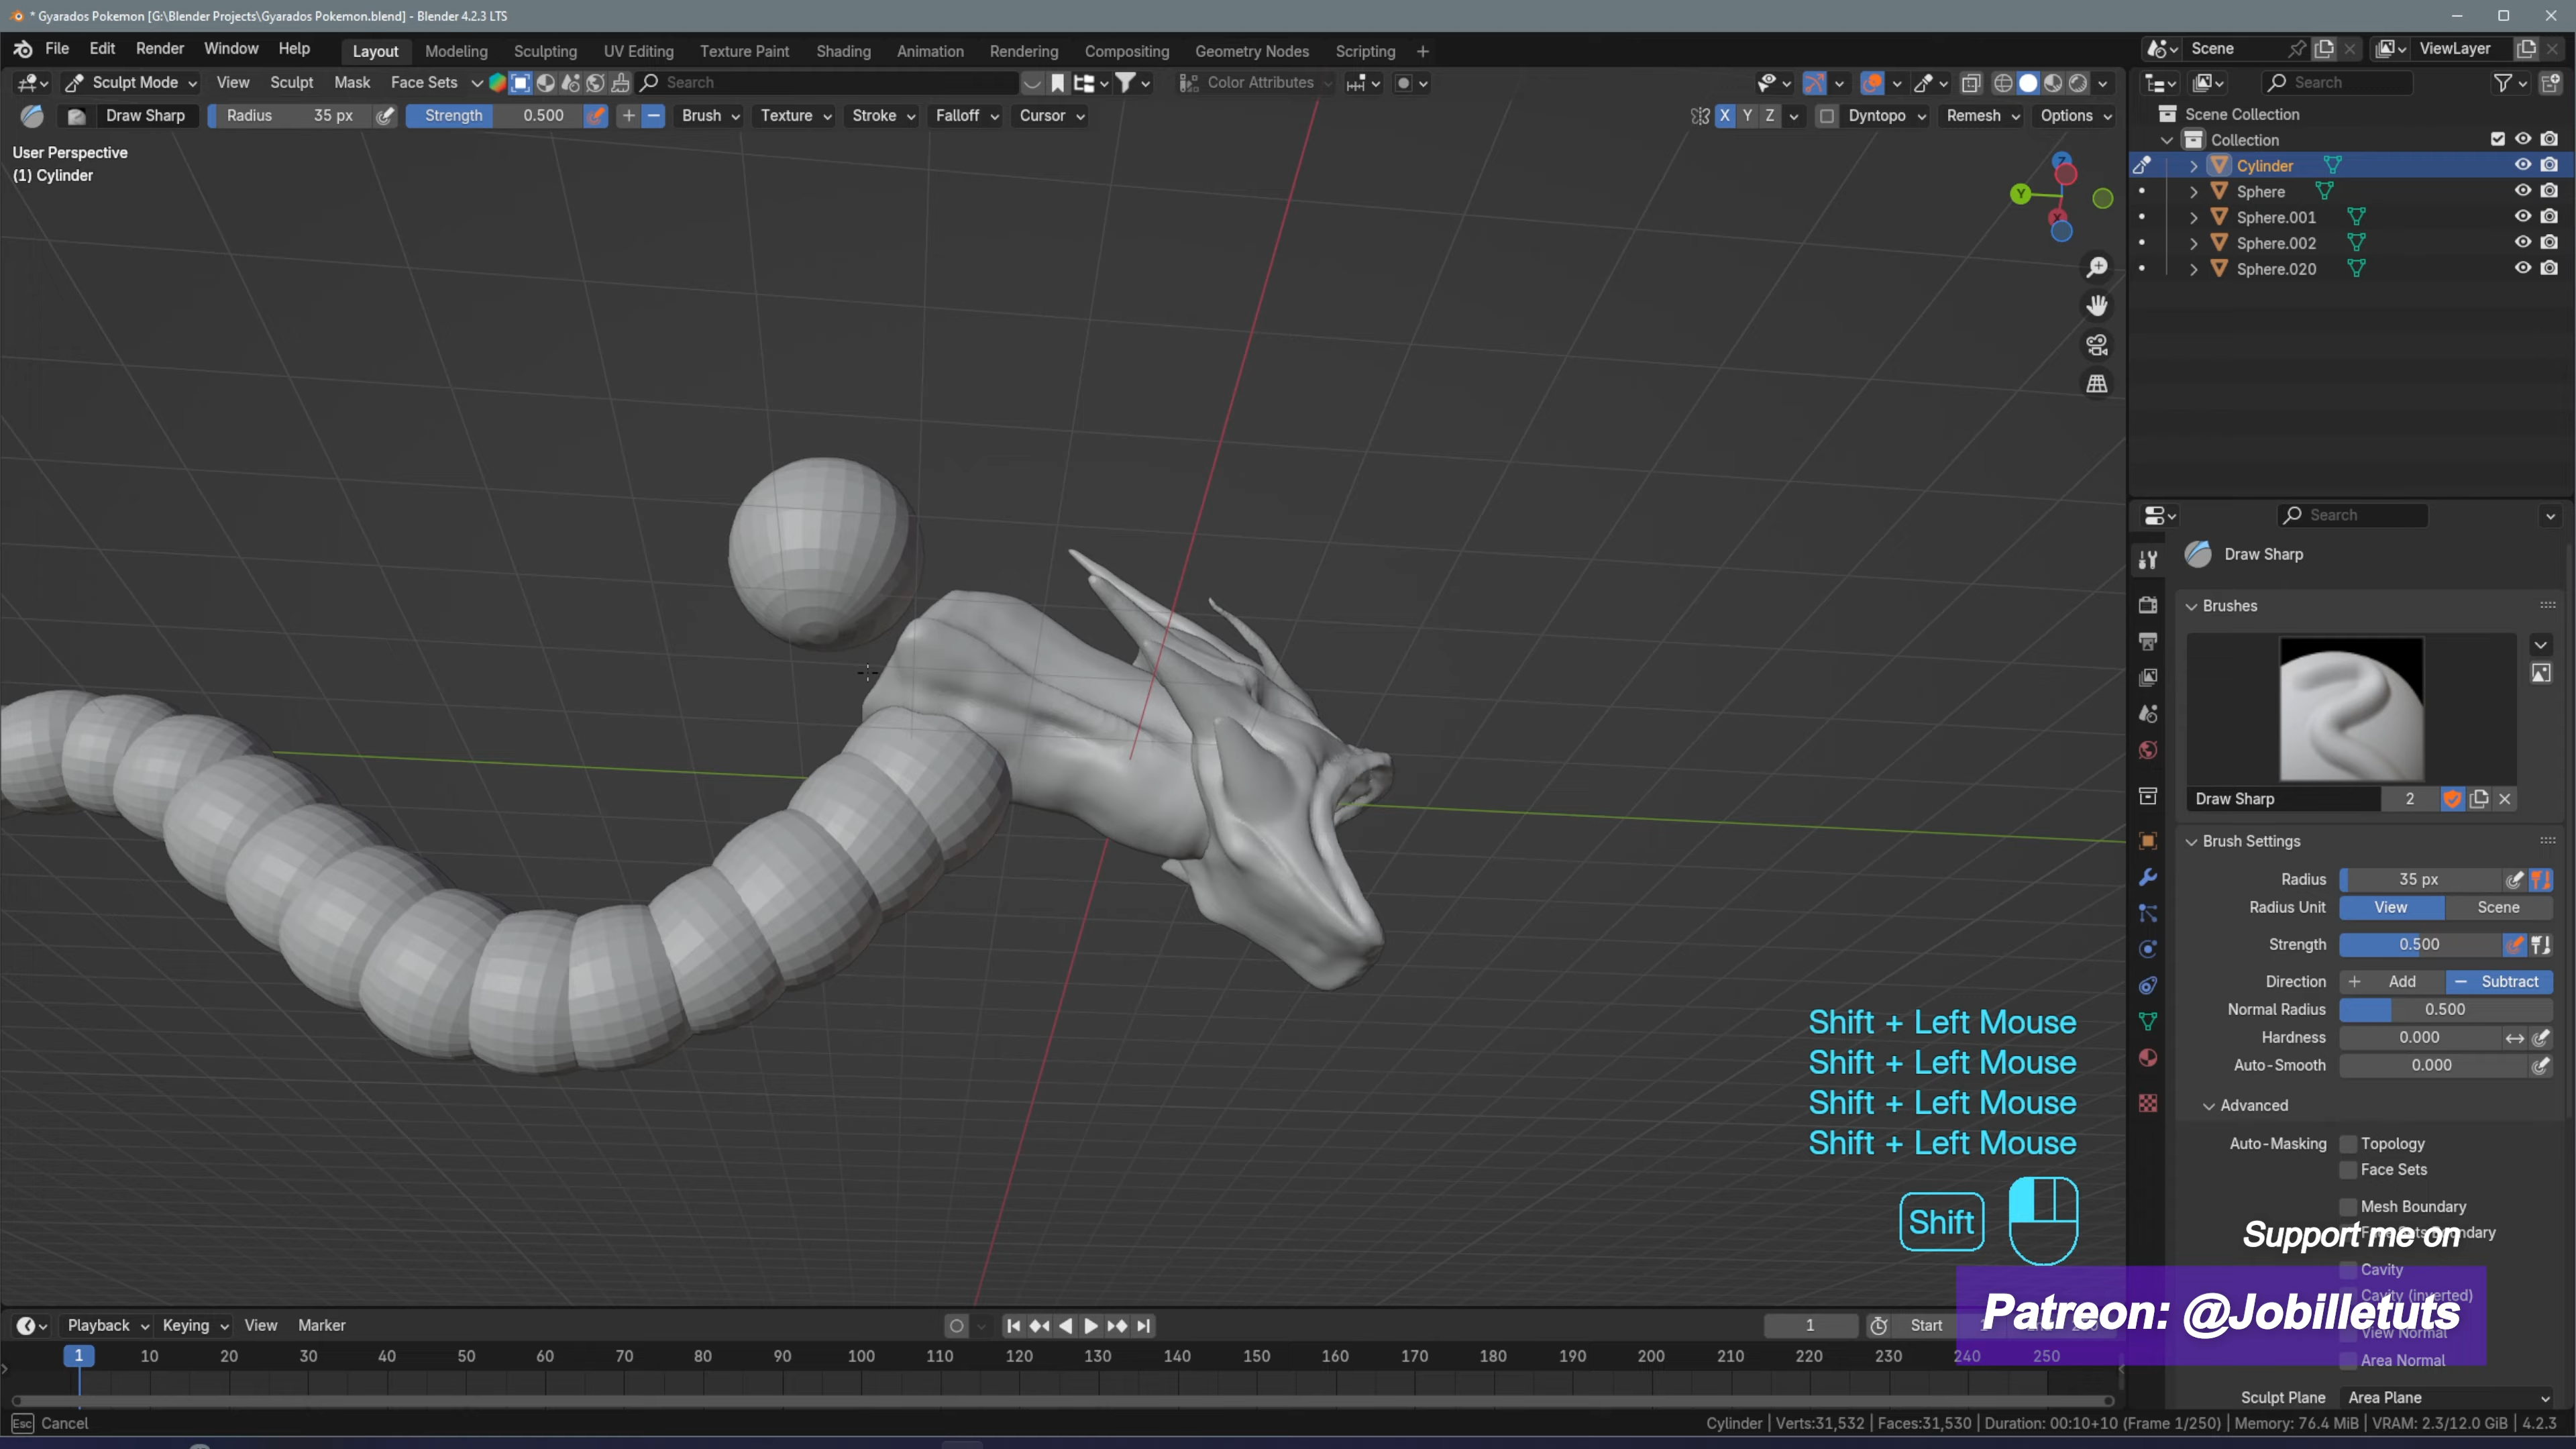 * Gyarados Pokemon [G:\Blender Projects\Gyarados Pokemon.blend] - Blender 4.2.3 LTS
File Edit Render Window Help Layout Modeling Sculpting UV Editing Texture Paint Shading Animation Rendering Compositing Geometry Nodes Scripting + Scene ViewLayer
Sculpt Mode View Sculpt Mask Face Sets Search Color Attributes Search
Draw Sharp Radius 35 px Strength 0.500 + − Brush Texture Stroke Falloff Cursor X Y Z Dyntopo Remesh Options
User Perspective
(1) Cylinder
Z
Y
X
Scene Collection
Collection
Cylinder
Sphere
Sphere.001
Sphere.002
Sphere.020
Search
Draw Sharp
Brushes
Draw Sharp 2
Brush Settings
Radius 35 px
Radius Unit View Scene
Strength 0.500
Direction + Add − Subtract
Normal Radius 0.500
Hardness 0.000
Auto-Smooth 0.000
Advanced
Auto-Masking Topology
Face Sets
Mesh Boundary
Face Sets Boundary
Cavity
Cavity (inverted)
View Normal
Area Normal
Sculpt Plane Area Plane
Shift + Left Mouse
Shift + Left Mouse
Shift + Left Mouse
Shift + Left Mouse
Shift
Support me on
Patreon: @Jobilletuts
Playback Keying View Marker 1 Start
1 10 20 30 40 50 60 70 80 90 100 110 120 130 140 150 160 170 180 190 200 210 220 230 240 250
Esc Cancel
Cylinder | Verts:31,532 | Faces:31,530 | Duration: 00:10+10 (Frame 1/250) | Memory: 76.4 MiB | VRAM: 2.3/12.0 GiB | 4.2.3